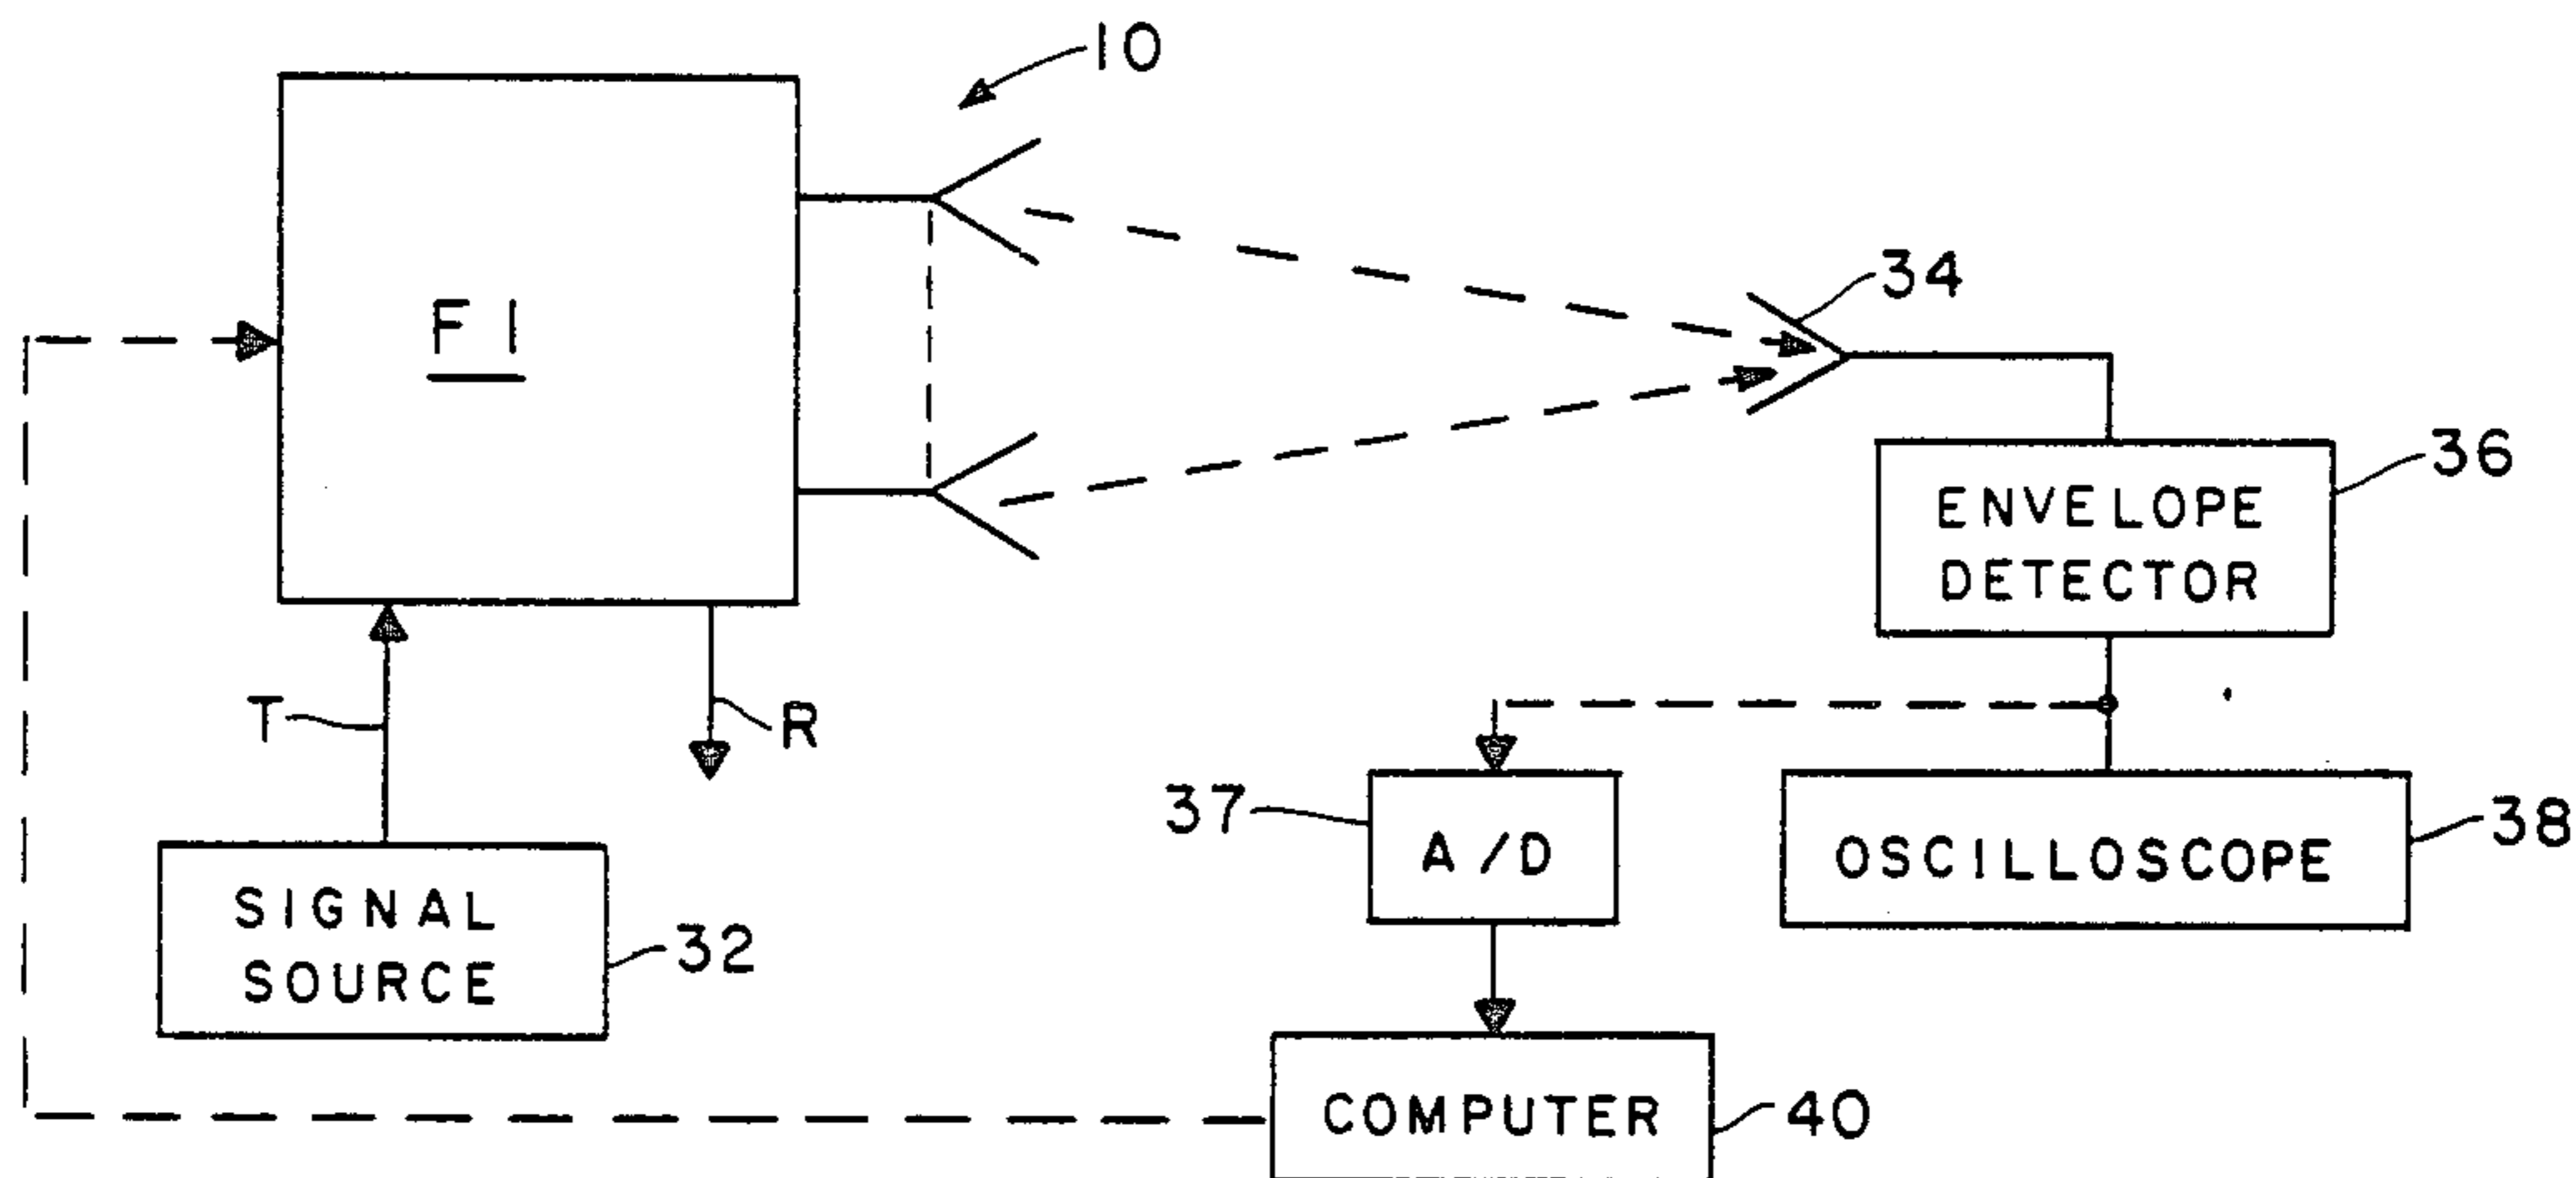 10
F1
34
36
ENVELOPE
DETECTOR
T
R
37
A/D
38
OSCILLOSCOPE
SIGNAL
SOURCE
32
COMPUTER
40